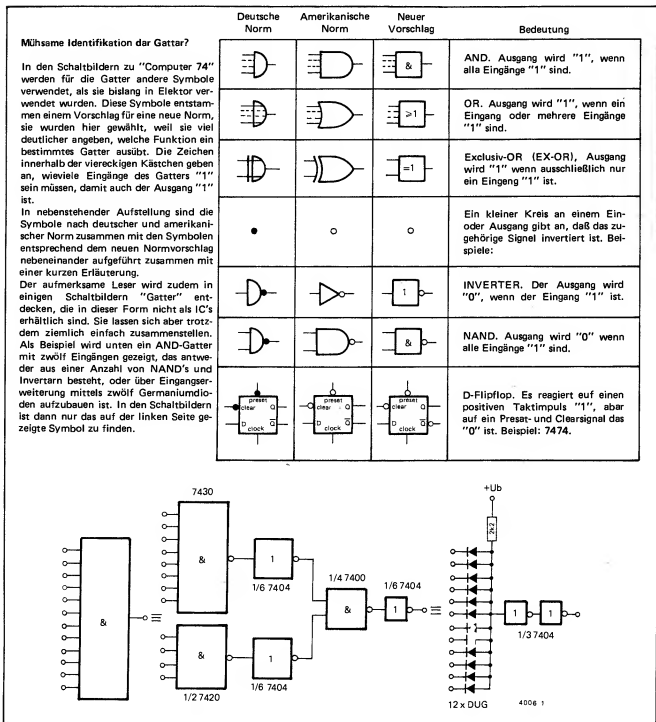 Mühsame Identifikation dar Gattar?
In den Schaltbildern zu "Computer 74"
werden für die Gatter andere Symbole
verwendet, als sie bislang in Elektor ver-
wendet wurden. Diese Symbole entstam-
men einem Vorschlag für eine neue Norm,
sie wurden hier gewählt, weil sie viel
deutlicher angeben, welche Funktion ein
bestimmtes Gatter ausübt. Die Zeichen
innerhalb der viereckigen Kästchen geben
an, wieviele Eingänge des Gatters "1"
sein müssen, damit auch der Ausgang "1"
ist.
In nebenstehender Aufstellung sind die
Symbole nach deutscher und amerikani-
scher Norm zusammen mit den Symbolen
entsprechend dem neuen Normvorschlag
nebeneinander aufgeführt zusammen mit
einer kurzen Erläuterung.
Der aufmerksame Leser wird zudem in
einigen Schaltbildern "Gatter" ent-
decken, die in dieser Form nicht als IC's
erhältlich sind. Sie lassen sich aber trotz-
dem ziemlich einfach zusammenstellen.
Als Beispiel wird unten ein AND-Gatter
mit zwölf Eingängen gezeigt, das antwe-
der aus einer Anzahl von NAND's und
Invertarn besteht, oder über Eingangser-
weiterung mittels zwölf Germaniumdio-
den aufzubauen ist. In den Schaltbildern
ist dann nur das auf der linken Seite ge-
zeigte Symbol zu finden.
Deutsche Norm
Amerikanische Norm
Neuer Vorschlag
Bedeutung
&
AND. Ausgang wird "1", wenn
alla Eingänge "1" sind.
⩾1
OR. Ausgang wird "1", wenn ein
Eingang oder mehrere Eingänge
"1" sind.
=1
Exclusiv-OR (EX-OR), Ausgang
wird "1" wenn ausschließlich nur
ein Eingeng "1" ist.
Ein kleiner Kreis an einem Ein-
oder Ausgang gibt an, daß das zu-
gehörige Signel invertiert ist. Bei-
spiele:
1
INVERTER. Der Ausgang wird
"0", wenn der Eingang "1" ist.
&
NAND. Ausgang wird "0" wenn
alle Eingänge "1" sind.
preset
clear Q
D Q̅
clock
preset
clear Q
D Q̅
clock
preset
clear Q
D Q̅
clock
D-Flipflop. Es reagiert euf einen
positiven Taktimpuls "1", abar
auf ein Presat- und Clearsignal das
"0" ist. Beispiel: 7474.
&
7430
&
1
1/6 7404
&
1/2 7420
1
1/6 7404
1/4 7400
&
1/6 7404
1
+Ub
2k2
12 x DUG
1 1
1/3 7404
4006 1